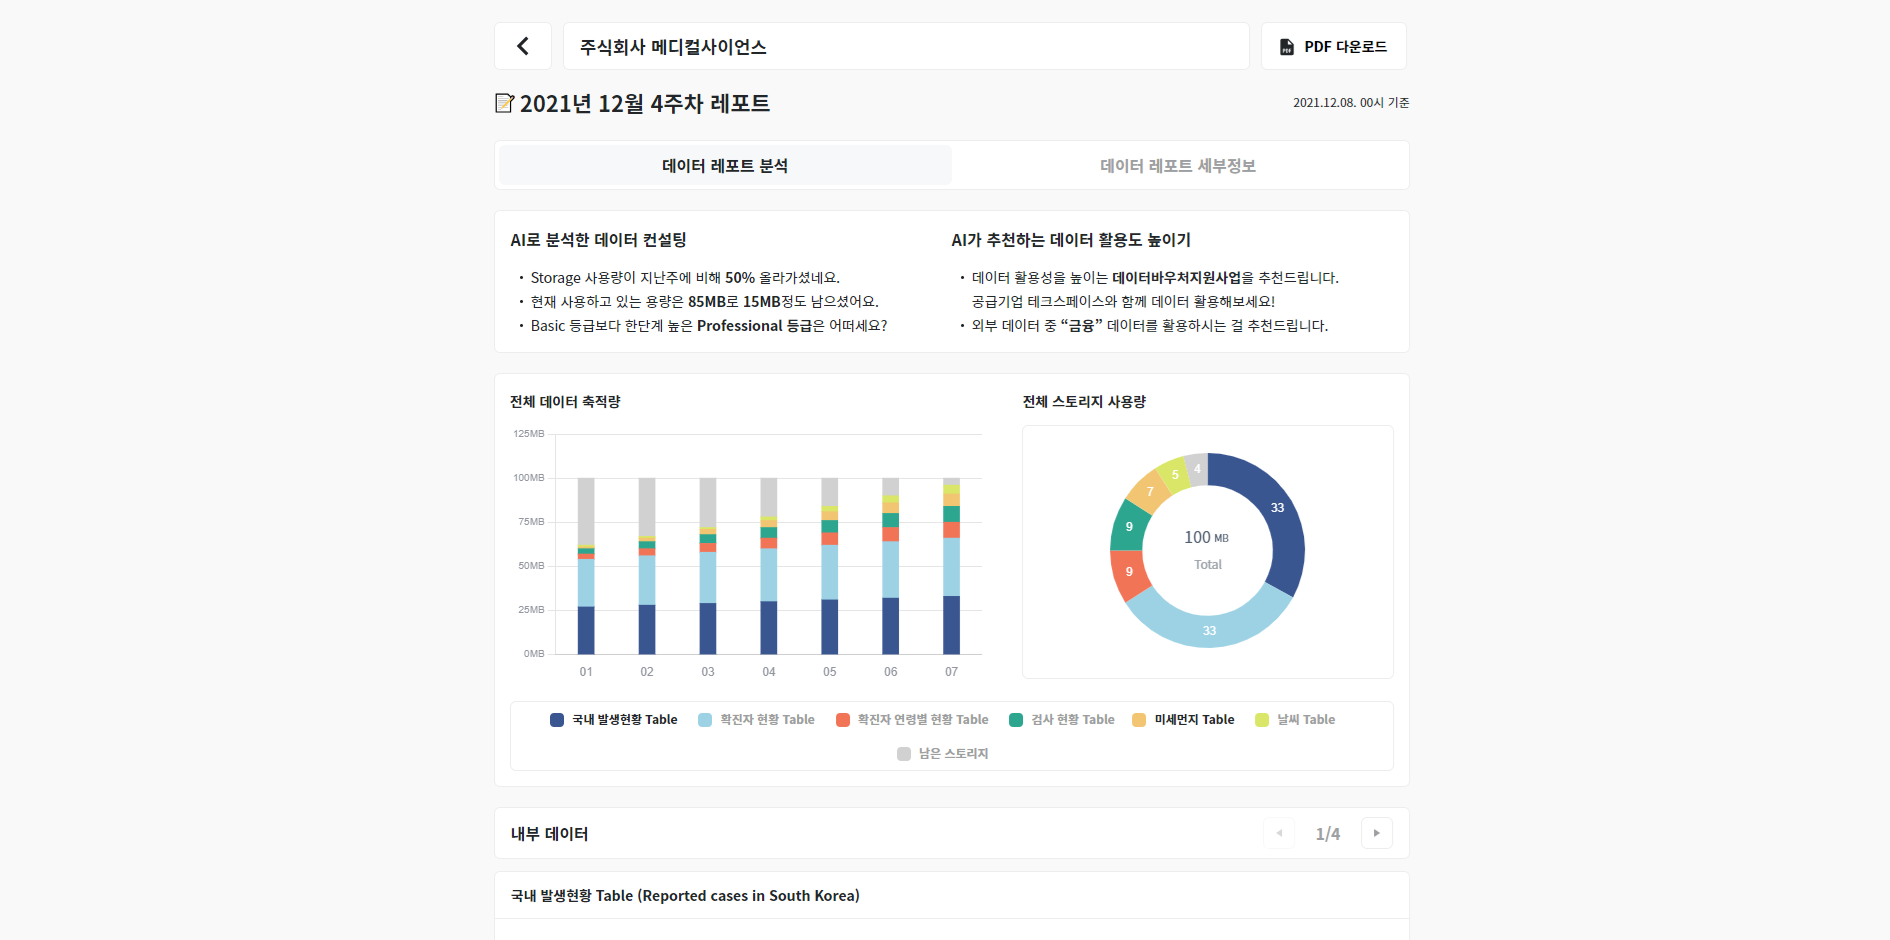 주식회사 메디컬사이언스
PDF 다운로드
2021년 12월 4주차 레포트
2021.12.08. 00시 기준
데이터 레포트 분석
데이터 레포트 세부정보
AI로 분석한 데이터 컨설팅
• Storage 사용량이 지난주에 비해 50% 올라가셨네요.
• 현재 사용하고 있는 용량은 85MB로 15MB정도 남으셨어요.
• Basic 등급보다 한단계 높은 Professional 등급은 어떠세요?
AI가 추천하는 데이터 활용도 높이기
• 데이터 활용성을 높이는 데이터바우처지원사업을 추천드립니다.
공급기업 테크스페이스와 함께 데이터 활용해보세요!
• 외부 데이터 중 “금융” 데이터를 활용하시는 걸 추천드립니다.
전체 데이터 축적량
125MB
100MB
75MB
50MB
25MB
0MB
01 02 03 04 05 06 07
전체 스토리지 사용량
4
5
7
9
9
33
33
100 MB
Total
국내 발생현황 Table
확진자 현황 Table
확진자 연령별 현황 Table
검사 현황 Table
미세먼지 Table
날씨 Table
남은 스토리지
내부 데이터
1/4
국내 발생현황 Table (Reported cases in South Korea)